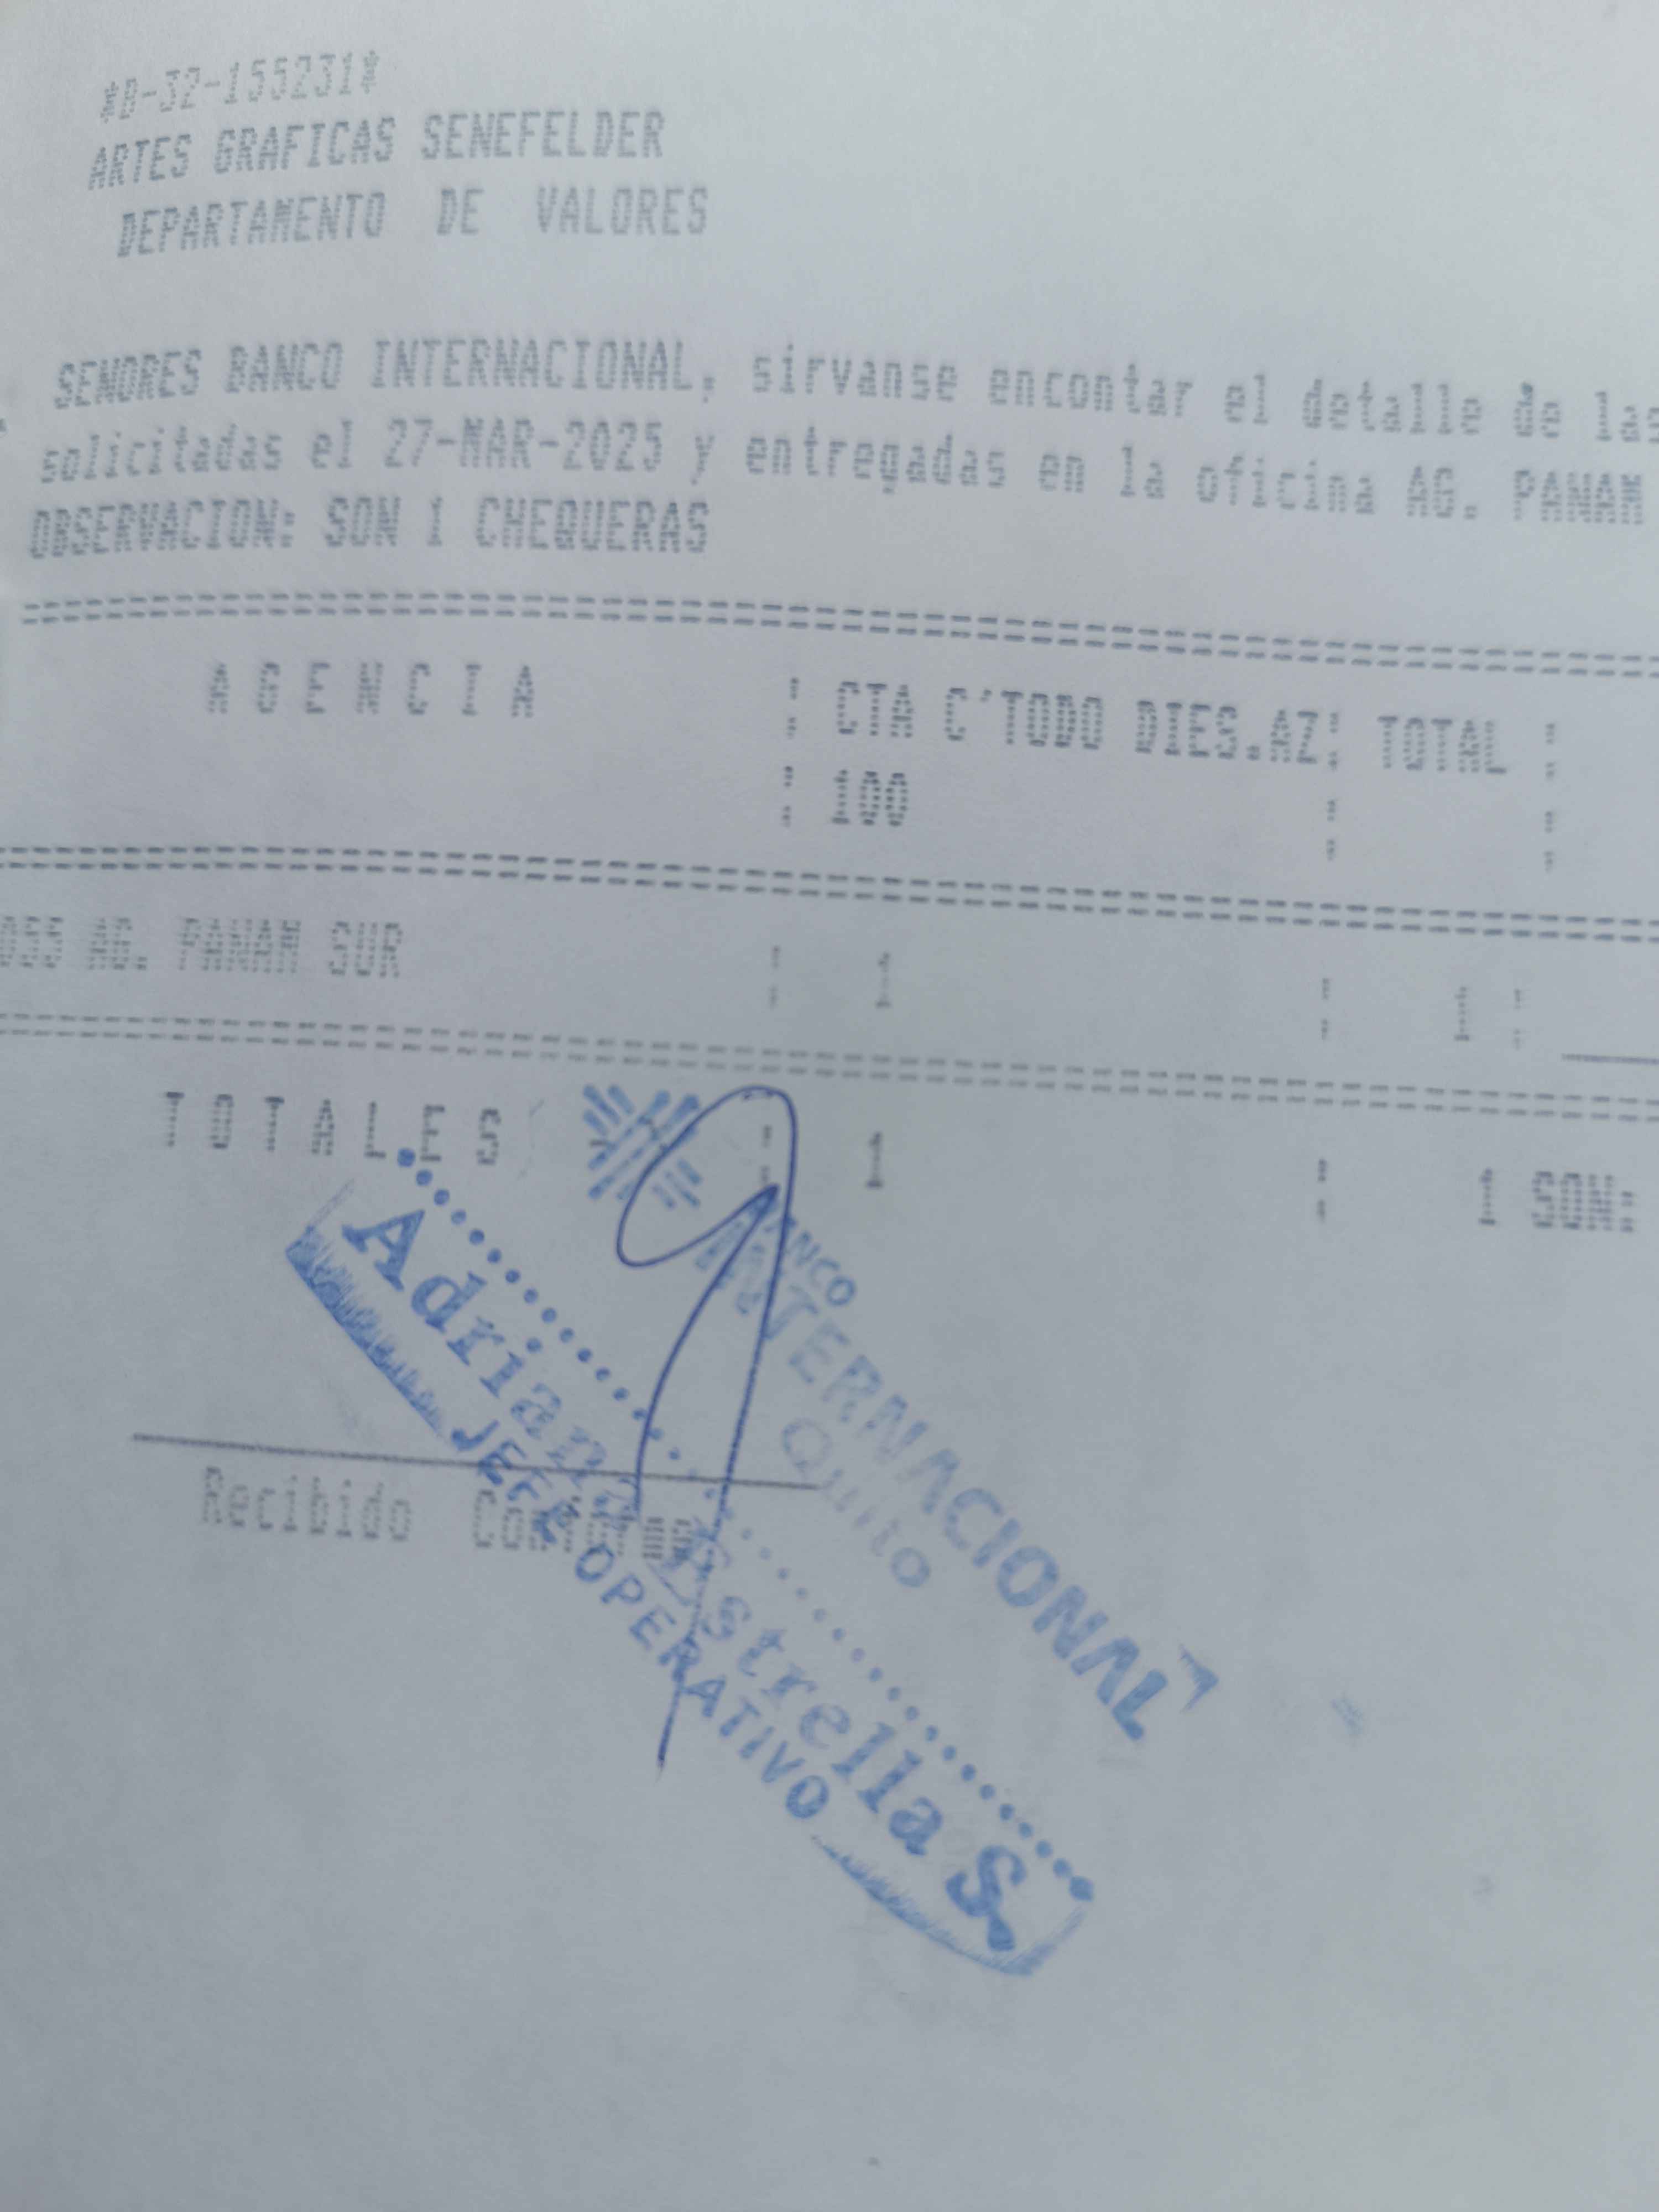 *B-32-155231*
ARTES GRAFICAS SENEFELDER
DEPARTAMENTO DE VALORES
SENORES BANCO INTERNACIONAL, sirvanse encontar el detalle de las
solicitadas el 27-MAR-2025 y entregadas en la oficina AG.
OBSERVACION: SON 1 CHEQUERAS
A G E N C I A : CTA C'TODO DIES.AZ: TOTAL :
: 100 : :
AG. SUR : 1 : 1 :
T O T A L E S : 1 : 1 SON:
BANCO
INTERNACIONAL
Quito
Adriana Estrella S.
JEFE OPERATIVO
Recibido Conforme